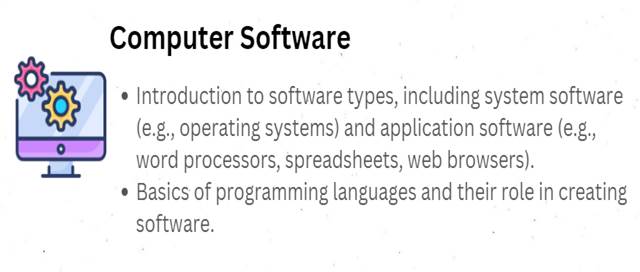 Computer Software
• Introduction to software types, including system software
(e.g., operating systems) and application software (e.g.,
word processors, spreadsheets, web browsers).
• Basics of programming languages and their role in creating
software.